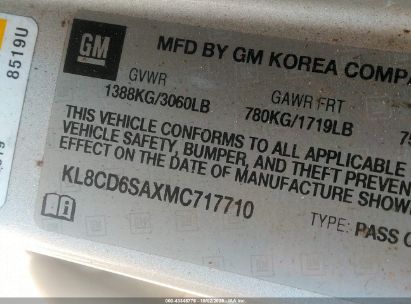 GM
MFD BY GM KOREA COMPA
GVWR
GAWR FRT
1388KG/3060LB
780KG/1719LB
THIS VEHICLE CONFORMS TO ALL APPLICABLE
VEHICLE SAFETY, BUMPER, AND THEFT PREVEN
EFFECT ON THE DATE OF MANUFACTURE SHOW
KL8CD6SAXMC717710
TYPE: PASS C
8519U